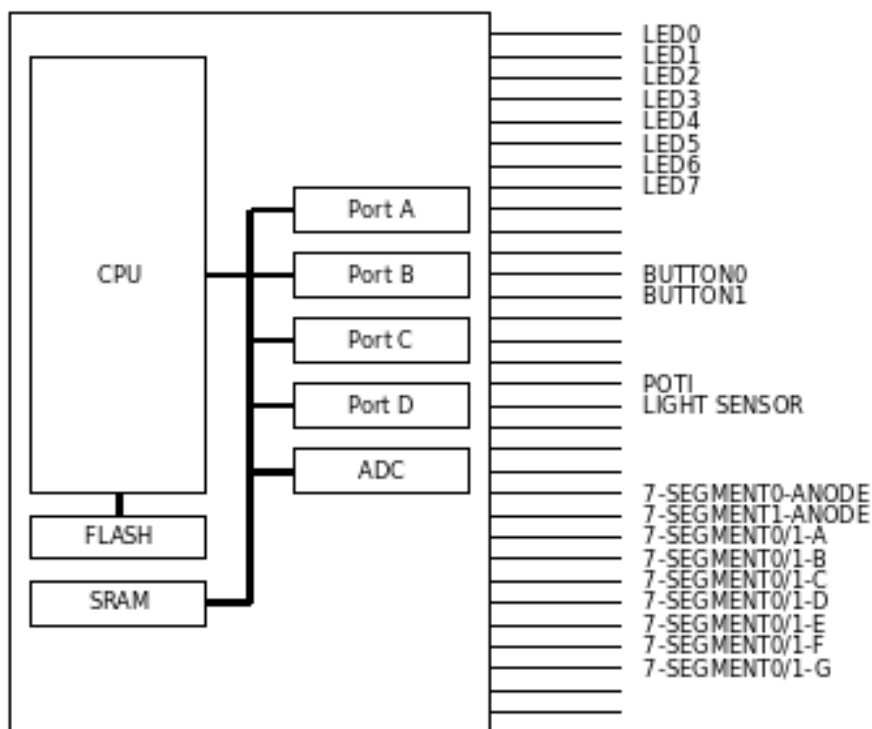 CPU
FLASH
SRAM
Port A
Port B
Port C
Port D
ADC
LED0
LED1
LED2
LED3
LED4
LED5
LED6
LED7
BUTTON0
BUTTON1
POTI
LIGHT SENSOR
7-SEGMENT0-ANODE
7-SEGMENT1-ANODE
7-SEGMENT0/1-A
7-SEGMENT0/1-B
7-SEGMENT0/1-C
7-SEGMENT0/1-D
7-SEGMENT0/1-E
7-SEGMENT0/1-F
7-SEGMENT0/1-G